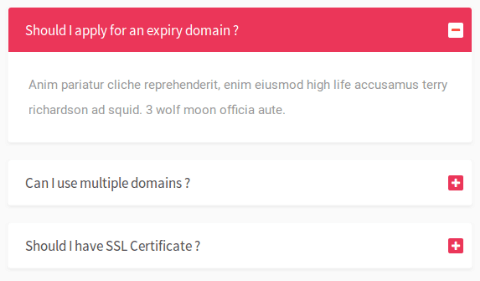 Should I apply for an expiry domain ?
Anim pariatur cliche reprehenderit, enim eiusmod high life accusamus terry
richardson ad squid. 3 wolf moon officia aute.
Can I use multiple domains ?
Should I have SSL Certificate ?